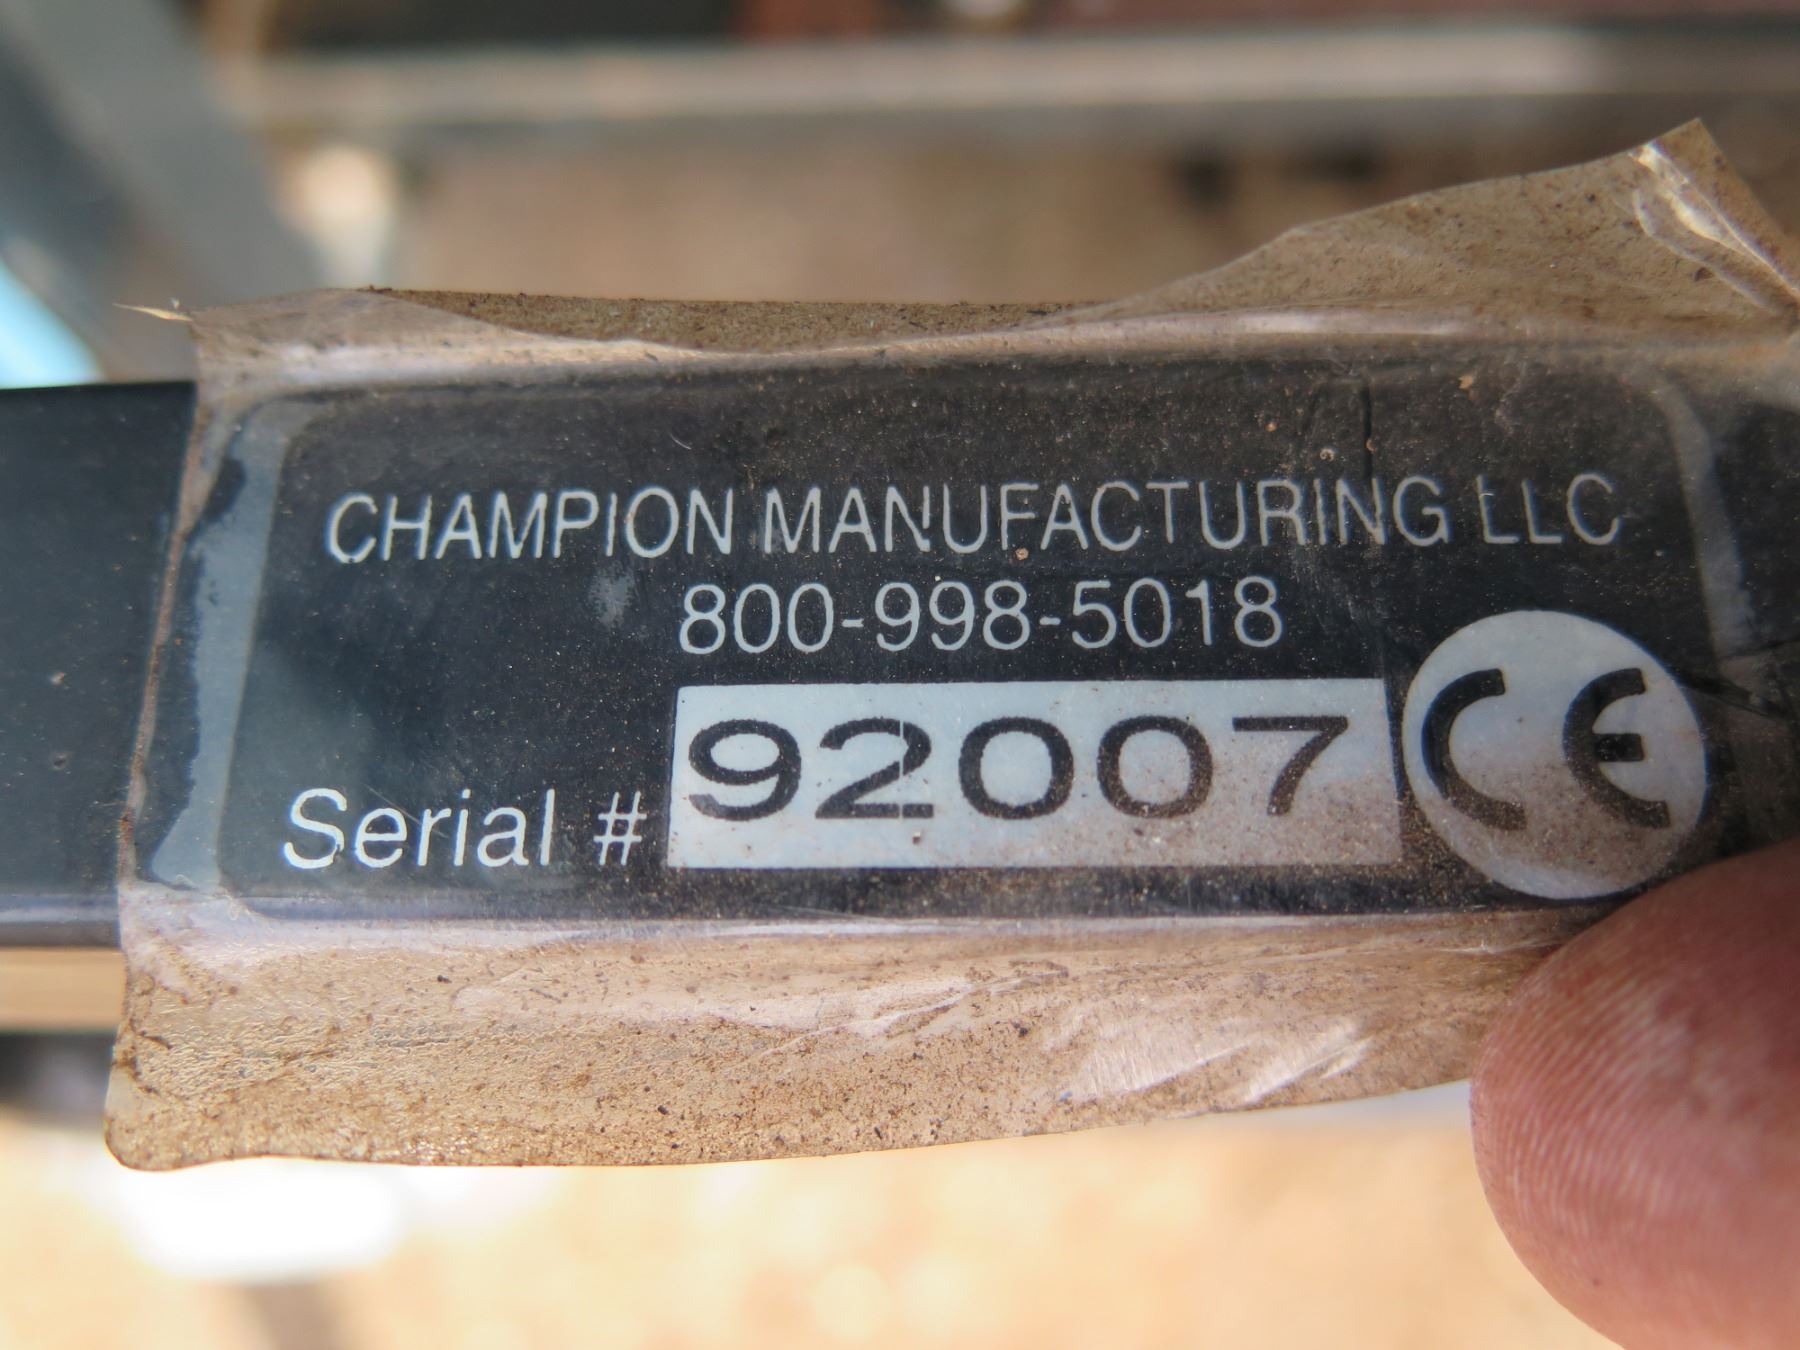 CHAMPION MANUFACTURING LLC
800-998-5018
Serial # 92007 CE